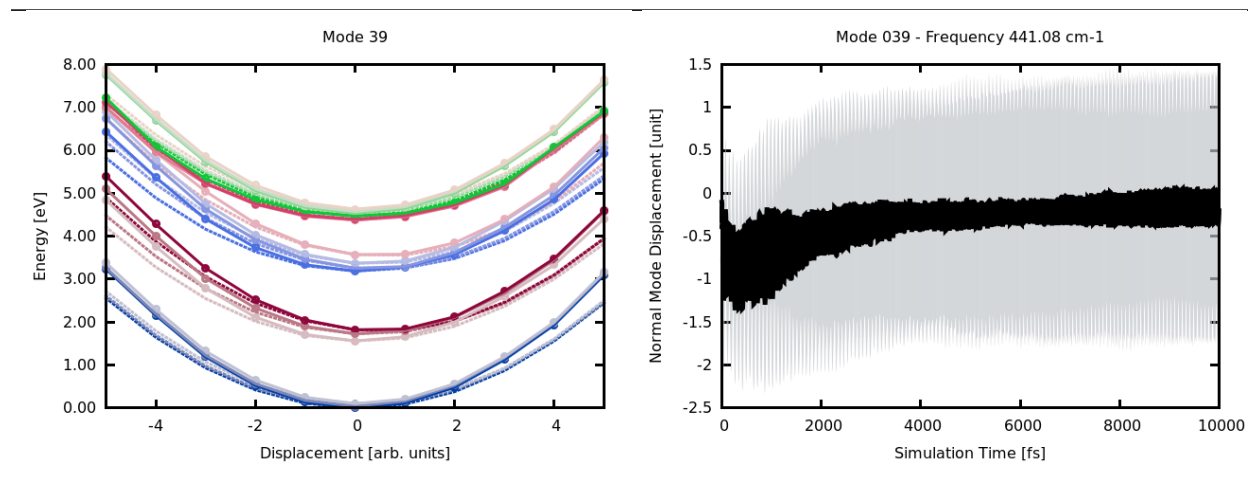 Mode 39
8.00
7.00
6.00
5.00
4.00
3.00
2.00
1.00
0.00
Energy [eV]
-4 -2 0 2 4
Displacement [arb. units]
Mode 039 - Frequency 441.08 cm-1
1.5
1
0.5
0
-0.5
-1
-1.5
-2
-2.5
Normal Mode Displacement [unit]
0 2000 4000 6000 8000 10000
Simulation Time [fs]